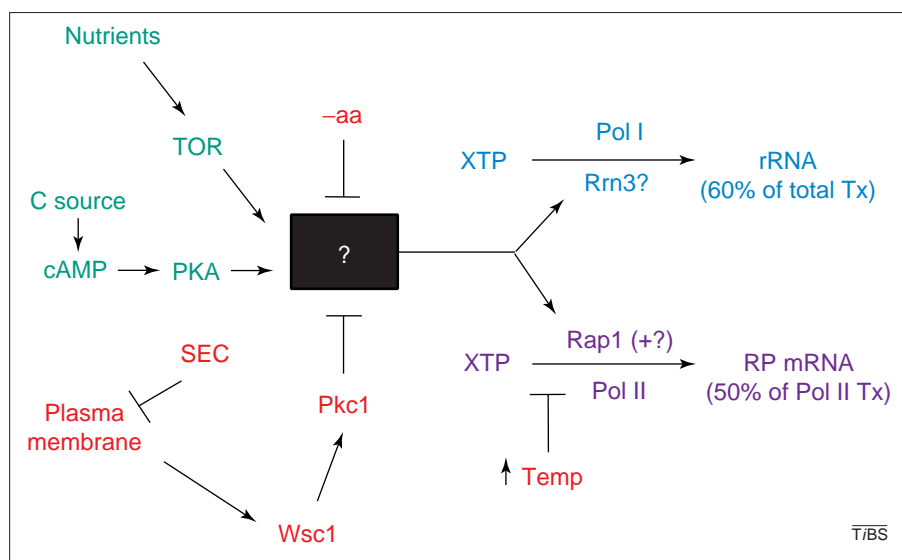 Nutrients
–aa
TOR
Pol I
XTP
rRNA
Rrn3?
(60% of total Tx)
C source
?
cAMP
PKA
Rap1 (+?)
XTP
RP mRNA
Pol II
(50% of Pol II Tx)
SEC
Pkc1
Plasma
membrane
Temp
Wsc1
TiBS